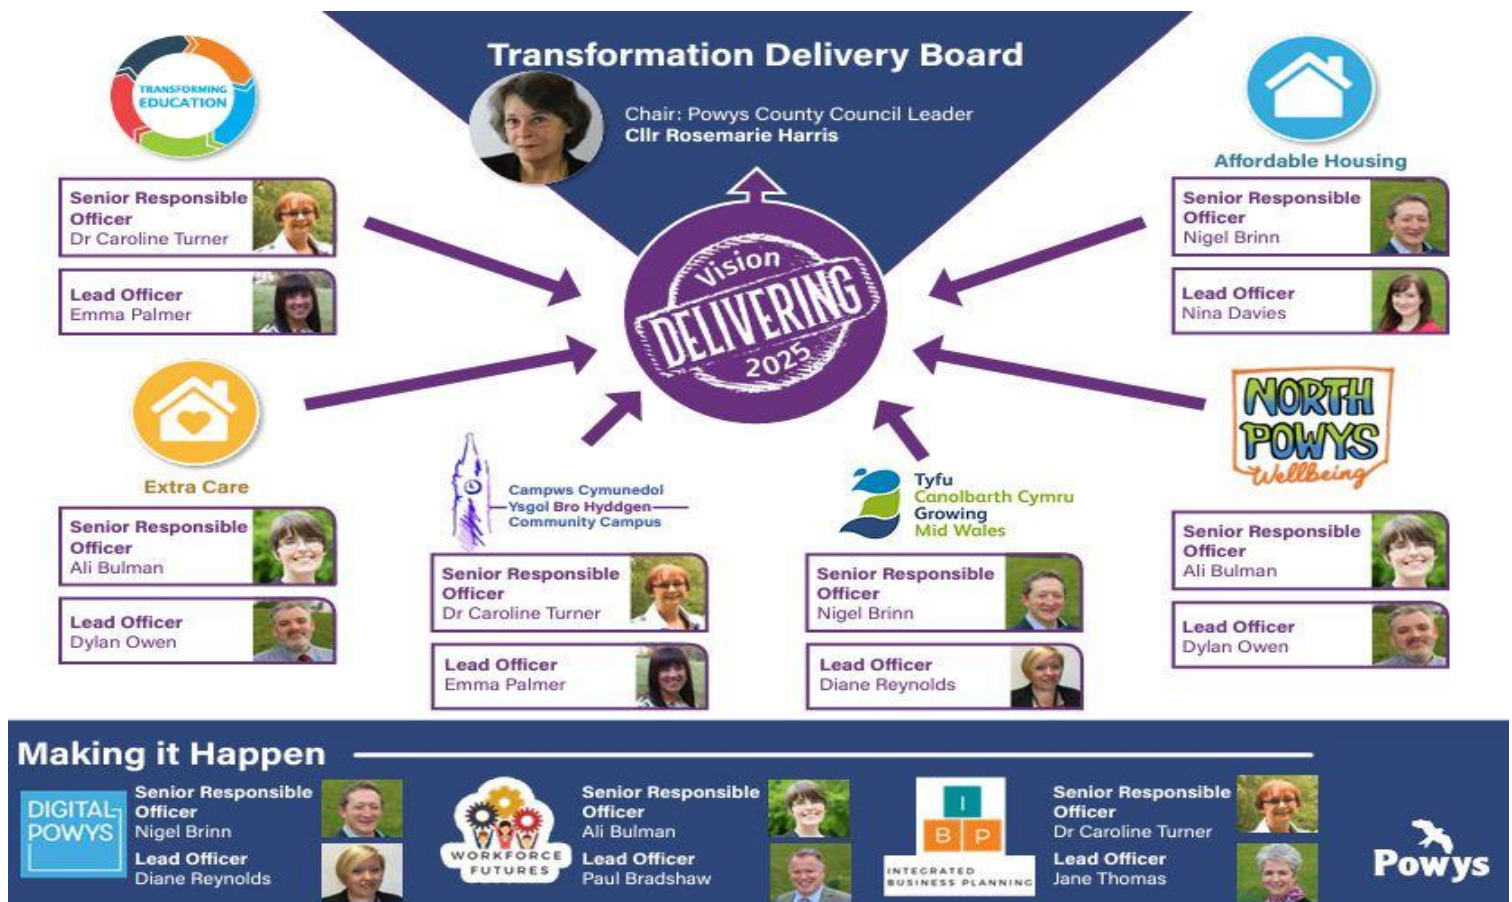 Transformation Delivery Board
Chair: Powys County Council Leader
Cllr Rosemarie Harris
TRANSFORMING
EDUCATION
Senior Responsible
Officer
Dr Caroline Turner
Lead Officer
Emma Palmer
Affordable Housing
Senior Responsible
Officer
Nigel Brinn
Lead Officer
Nina Davies
Vision
DELIVERING
2025
Extra Care
Senior Responsible
Officer
Ali Bulman
Lead Officer
Dylan Owen
Campws Cymunedol
Ysgol Bro Hyddgen
Community Campus
Senior Responsible
Officer
Dr Caroline Turner
Lead Officer
Emma Palmer
Tyfu
Canolbarth Cymru
Growing
Mid Wales
Senior Responsible
Officer
Nigel Brinn
Lead Officer
Diane Reynolds
NORTH
POWYS
Wellbeing
Senior Responsible
Officer
Ali Bulman
Lead Officer
Dylan Owen
Making it Happen
DIGITAL
POWYS
Senior Responsible
Officer
Nigel Brinn
Lead Officer
Diane Reynolds
WORKFORCE
FUTURES
Senior Responsible
Officer
Ali Bulman
Lead Officer
Paul Bradshaw
I
B P
INTEGRATED
BUSINESS PLANNING
Senior Responsible
Officer
Dr Caroline Turner
Lead Officer
Jane Thomas
Powys